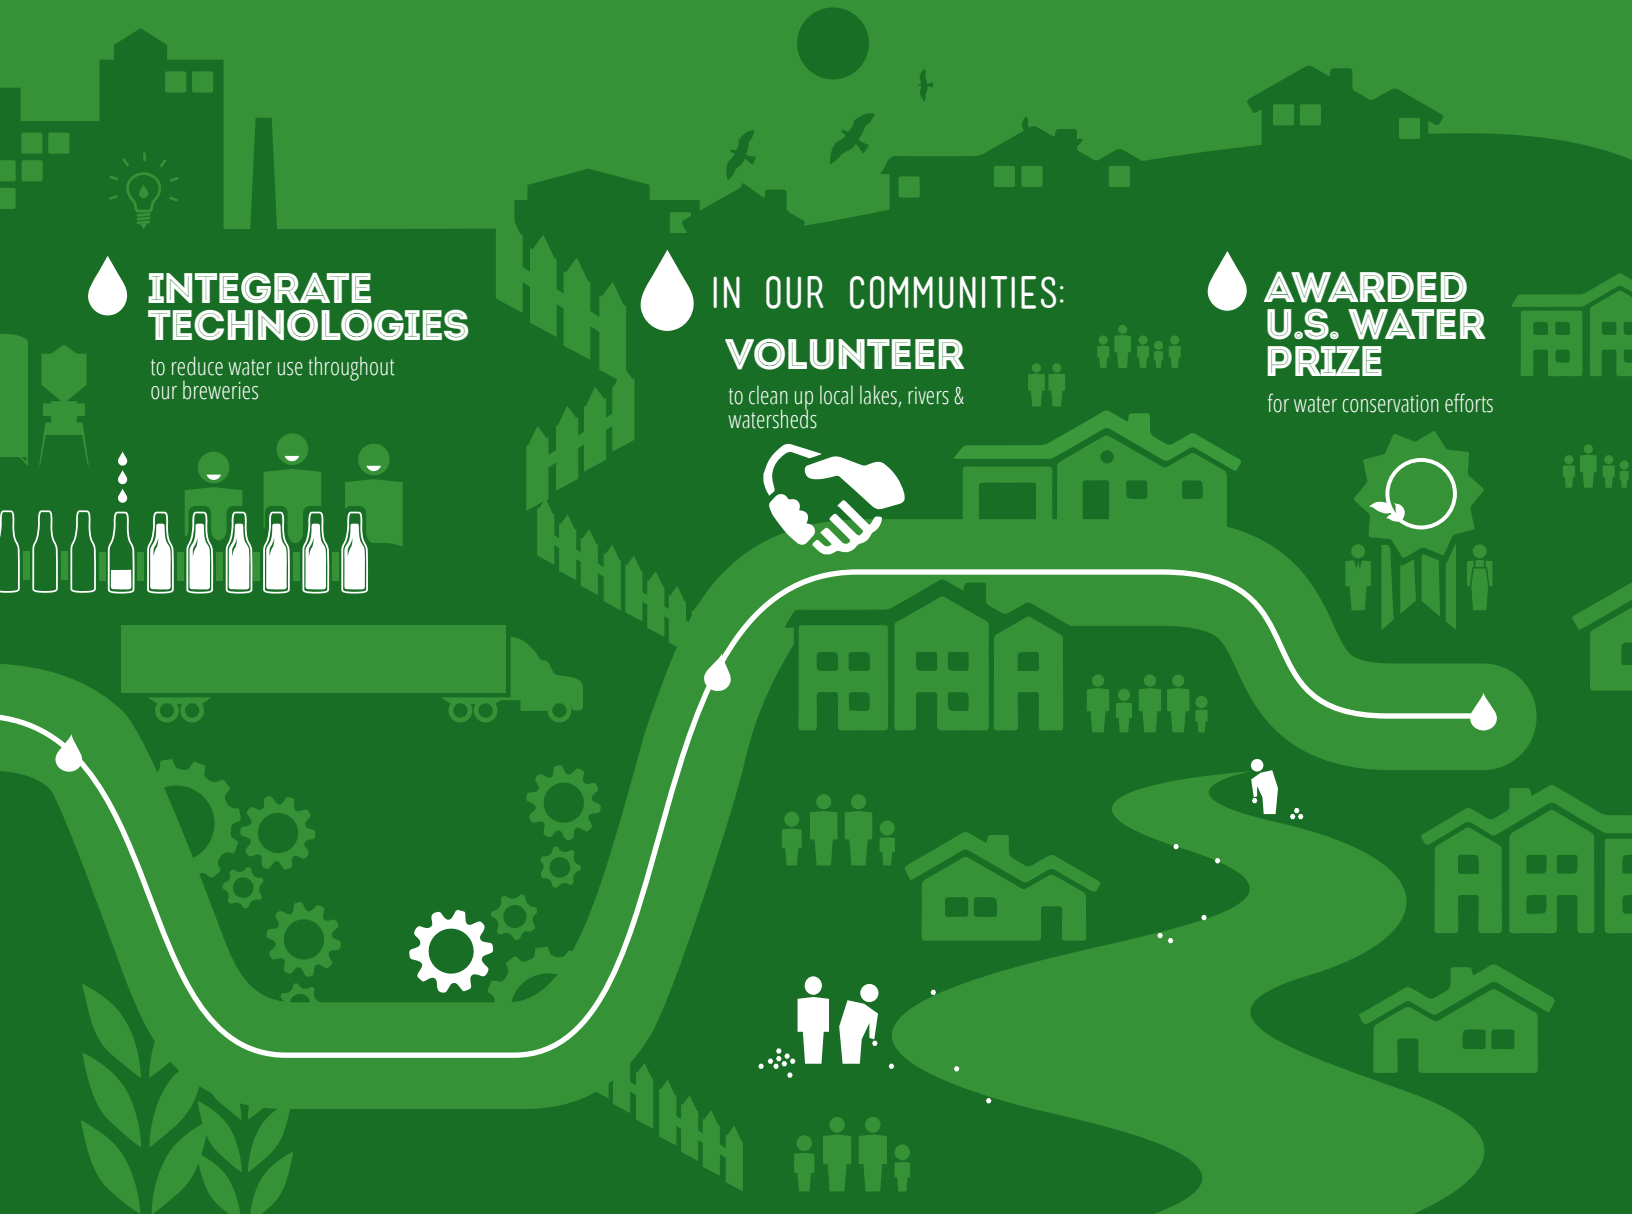 INTEGRATE
TECHNOLOGIES
to reduce water use throughout
our breweries
IN OUR COMMUNITIES:
VOLUNTEER
to clean up local lakes, rivers &
watersheds
AWARDED
U.S. WATER
PRIZE
for water conservation efforts